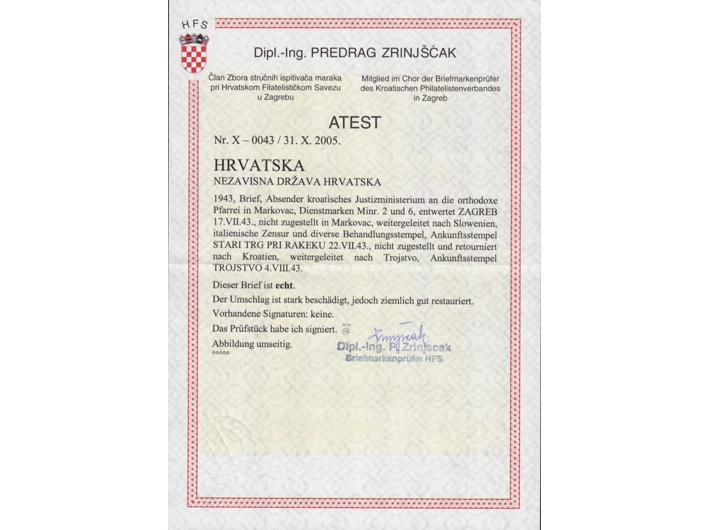 HFS
Dipl.-Ing. PREDRAG ZRINJŠĆAK
Član Zbora stručnih ispitivača maraka
pri Hrvatskom Filatelističkom Savezu
u Zagrebu
Mitglied im Chor der Briefmarkenprüfer
des Kroatischen Philatelistenverbandes
in Zagreb
ATEST
Nr. X – 0043 / 31. X. 2005.
HRVATSKA
NEZAVISNA DRŽAVA HRVATSKA
1943, Brief, Absender kroatisches Justizministerium an die orthodoxe
Pfarrei in Markovac, Dienstmarken Minr. 2 und 6, entwertet ZAGREB
17.VII.43., nicht zugestellt in Markovac, weitergeleitet nach Slowenien,
italienische Zensur und diverse Behandlungsstempel, Ankunftsstempel
STARI TRG PRI RAKEKU 22.VII.43., nicht zugestellt und retourniert
nach Kroatien, weitergeleitet nach Trojstvo, Ankunftsstempel
TROJSTVO 4.VIII.43.
Dieser Brief ist echt.
Der Umschlag ist stark beschädigt, jedoch ziemlich gut restauriert.
Vorhandene Signaturen: keine.
Das Prüfstück habe ich signiert.
Abbildung umseitig.
Dipl.-Ing. P. Zrinjscak
Briefmarkenprüfer HFS